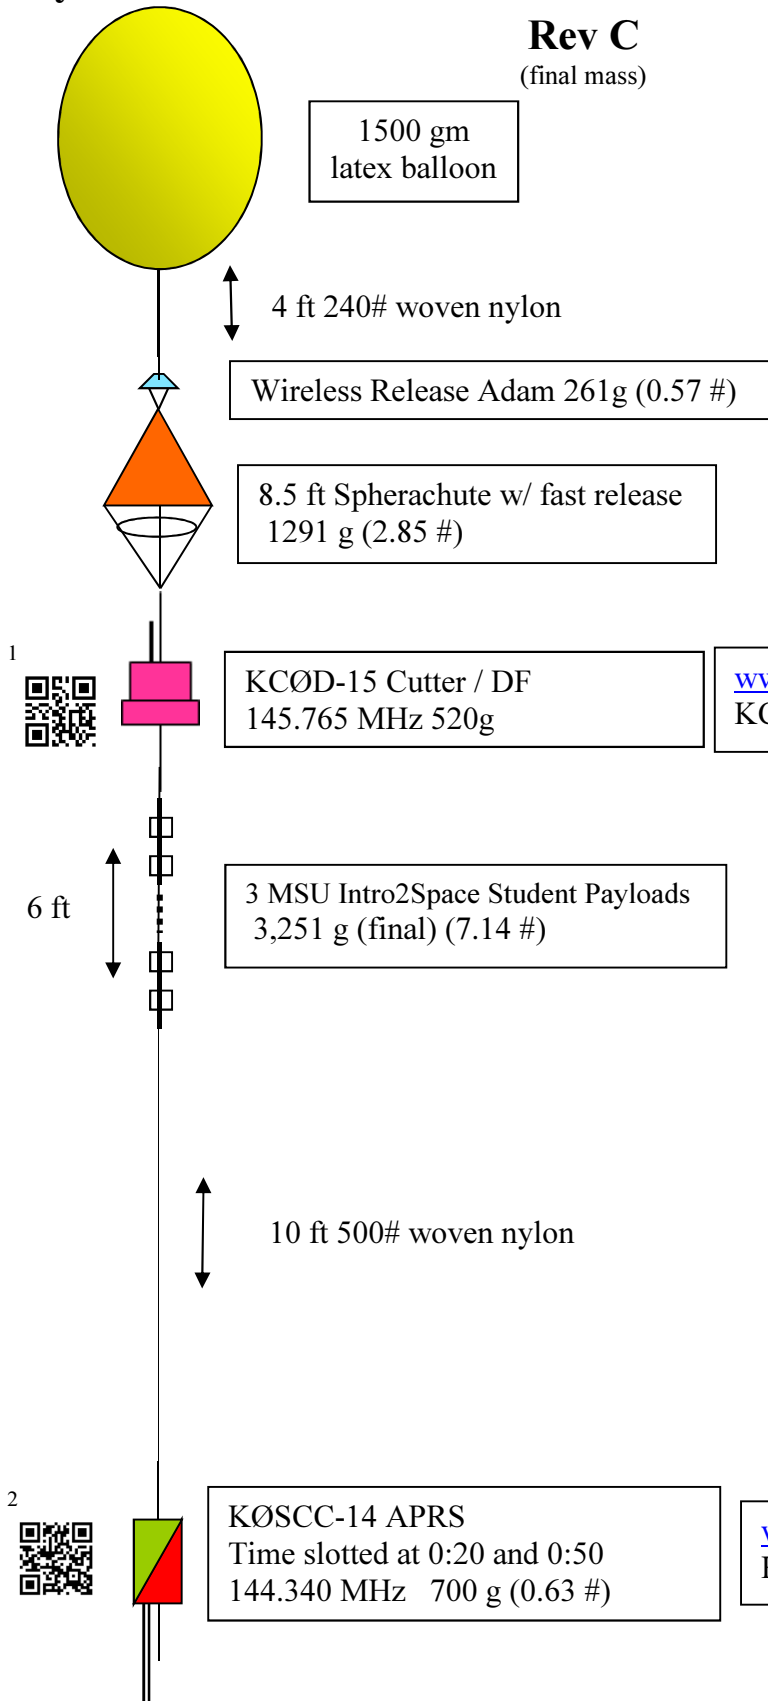 Rev C
(final mass)
1500 gm
latex balloon
4 ft 240# woven nylon
Wireless Release Adam 261g (0.57 #)
8.5 ft Spherachute w/ fast release
1291 g (2.85 #)
1
KCØD-15 Cutter / DF
145.765 MHz 520g
6 ft
3 MSU Intro2Space Student Payloads
3,251 g (final) (7.14 #)
10 ft 500# woven nylon
2
KØSCC-14 APRS
Time slotted at 0:20 and 0:50
144.340 MHz 700 g (0.63 #)